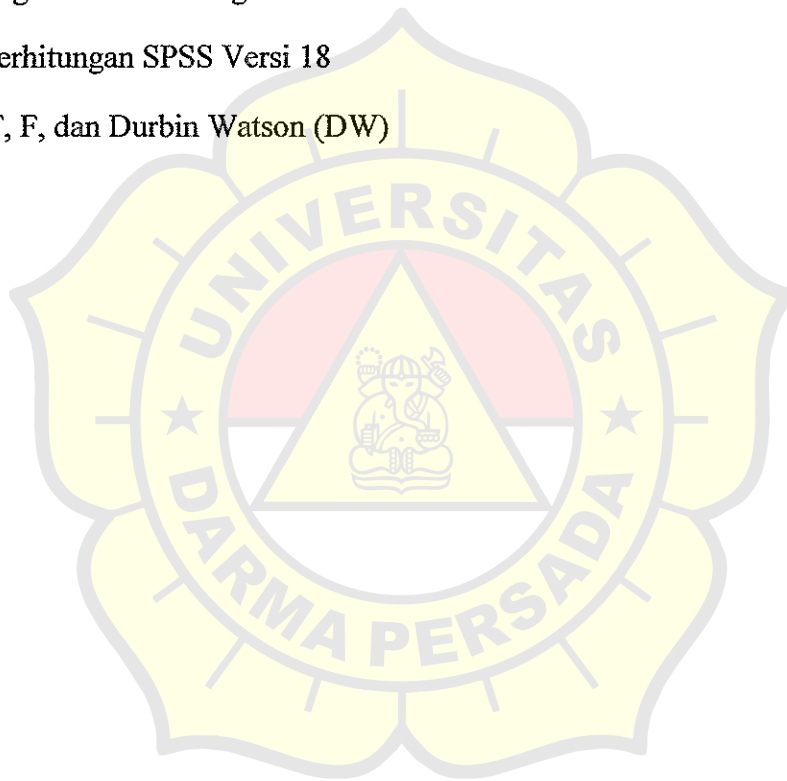 erhitungan SPSS Versi 18
, F, dan Durbin Watson (DW)
UNIVERSITAS
DARMA PERSADA